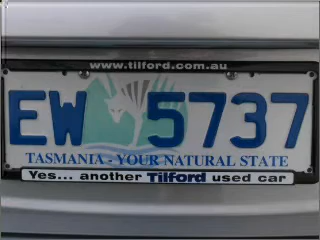 www.tilford.com.au
EW 5737
TASMANIA - YOUR NATURAL STATE
Yes... another Tilford used car